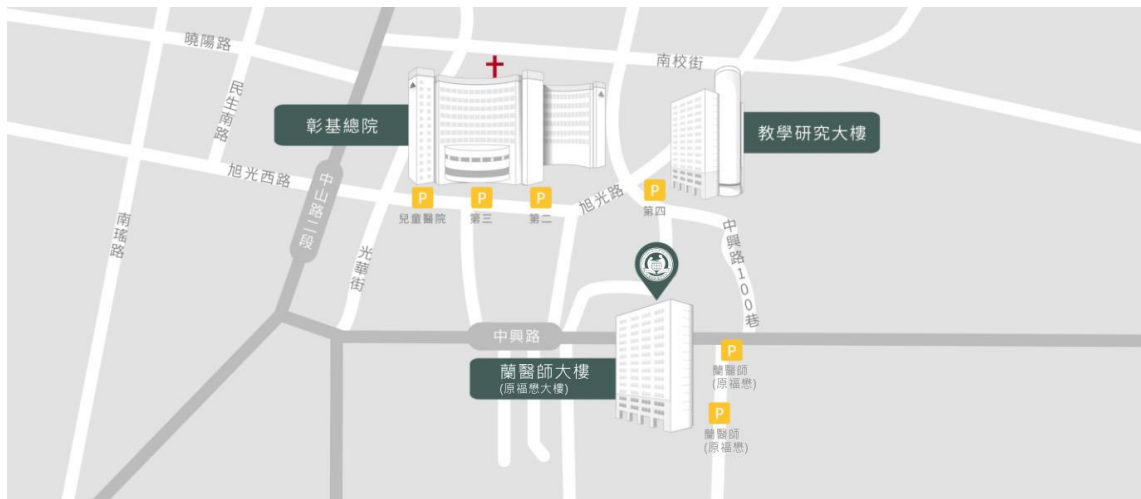 曉陽路
南校街
民生南路
彰基總院
教學研究大樓
旭光西路
中山路二段
P
P
P
旭光路
P
兒童醫院
第三
第二
第四
南瑤路
光華街
中興路100巷
中興路
P
蘭醫師大樓
(原福懋大樓)
蘭醫師
(原福懋)
P
蘭醫師
(原福懋)